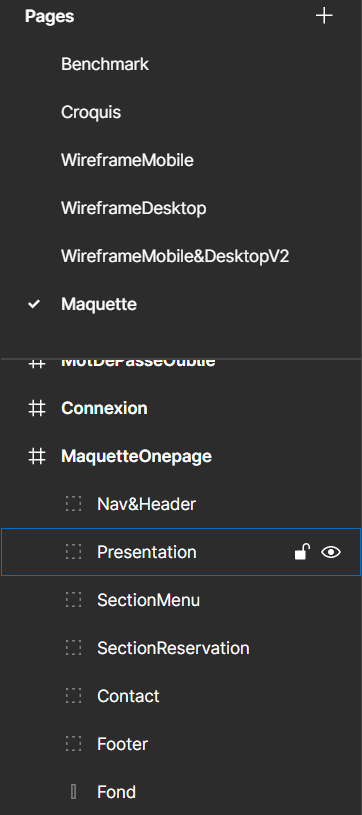 Pages
Benchmark
Croquis
WireframeMobile
WireframeDesktop
WireframeMobile&DesktopV2
Maquette
MotDePasseOublie
Connexion
MaquetteOnepage
Nav&Header
Presentation
SectionMenu
SectionReservation
Contact
Footer
Fond